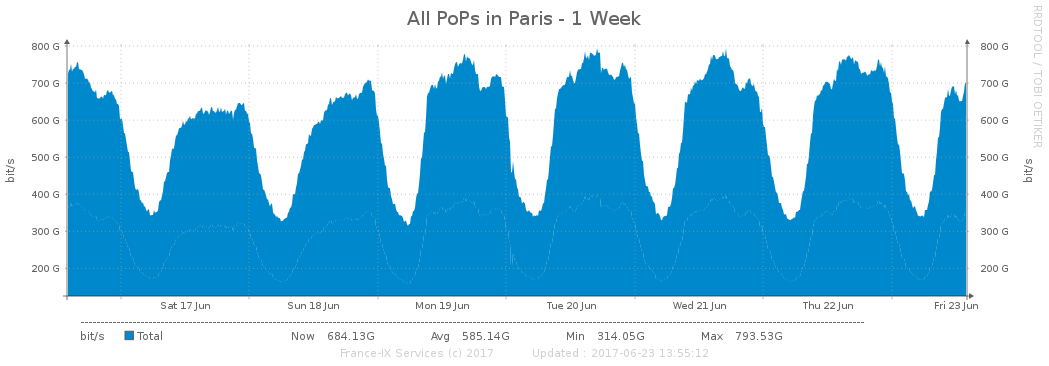 All PoPs in Paris - 1 Week
RRDTOOL / TOBI OETIKER
800 G 800 G
700 G 700 G
600 G 600 G
500 G 500 G
400 G 400 G
300 G 300 G
200 G 200 G
bit/s bit/s
Sat 17 Jun Sun 18 Jun Mon 19 Jun Tue 20 Jun Wed 21 Jun Thu 22 Jun Fri 23 Jun
bit/s Total Now 684.13G Avg 585.14G Min 314.05G Max 793.53G
France-IX Services (c) 2017 Updated : 2017-06-23 13:55:12